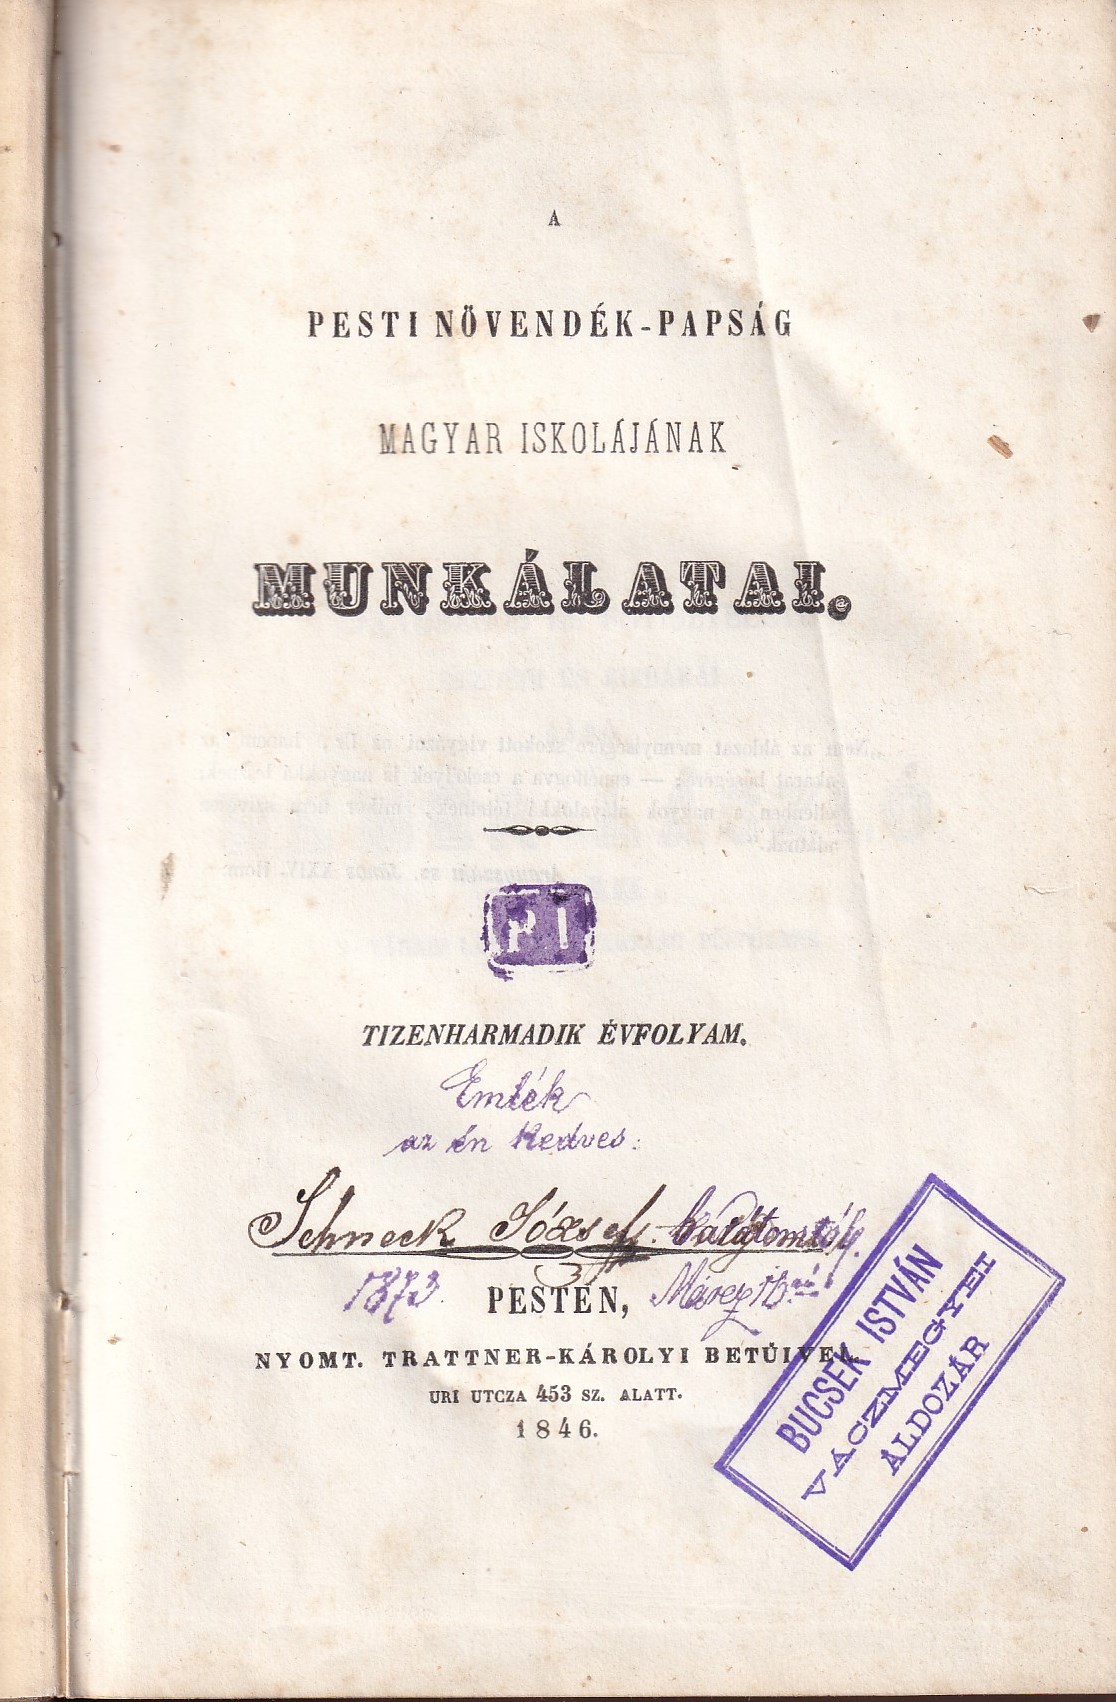 A
PESTI NÖVENDÉK-PAPSÁG
MAGYAR ISKOLÁJÁNAK
MUNKÁLATAI.
PI
TIZENHARMADIK ÉVFOLYAM.
Emlék
az én kedves:
Schneck József barátomtól.
1873. PESTEN,
NYOMT. TRATTNER-KÁROLYI BETŰIVEL.
URI UTCZA 453 SZ. ALATT.
1846.
BUCSEK ISTVÁN
VÁCZMEGYEI
ÁLDOZÁR